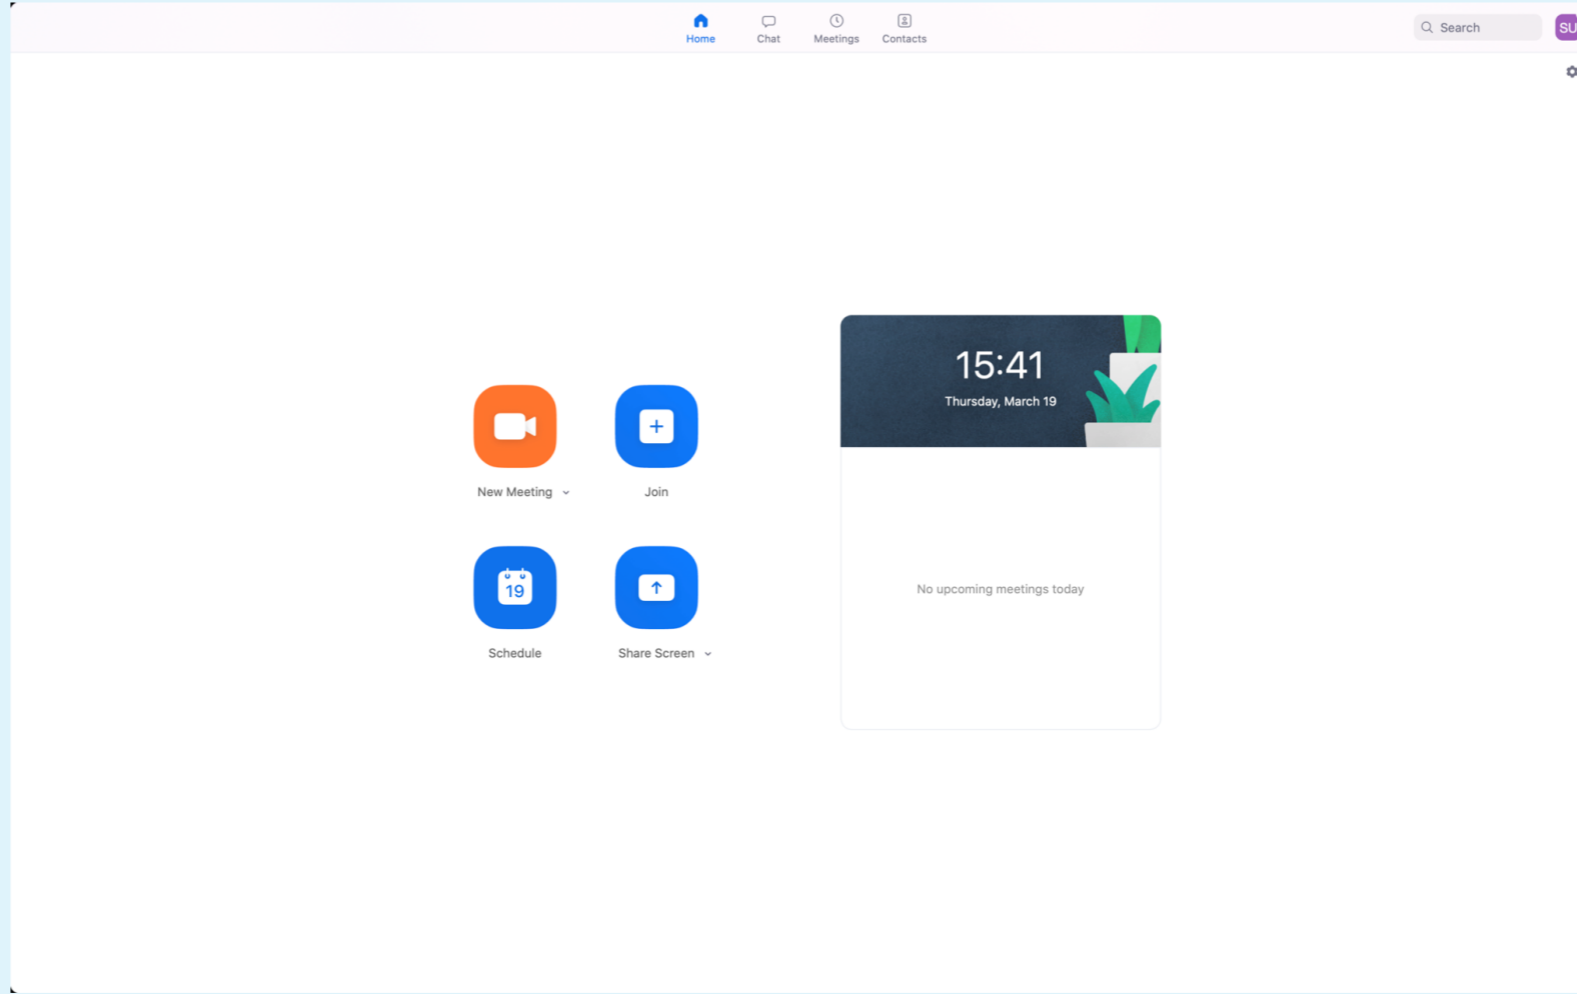 Home
Chat
Meetings
Contacts
Search
SU
15:41
Thursday, March 19
New Meeting
Join
19
Schedule
Share Screen
No upcoming meetings today